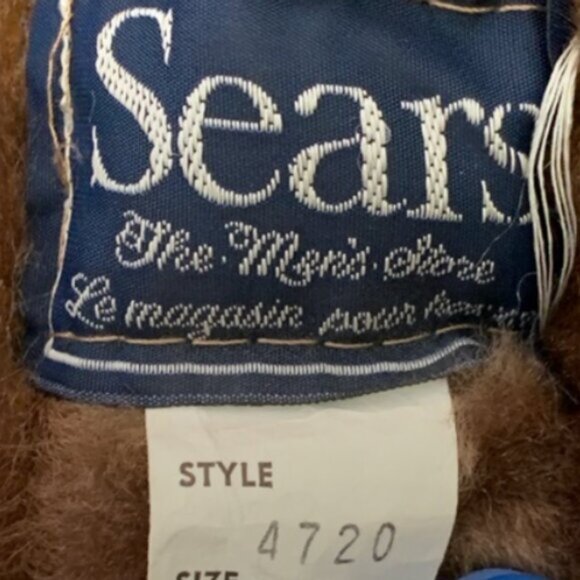 Sears
The Men's Store
Le magasin pour
STYLE
4720
SIZE